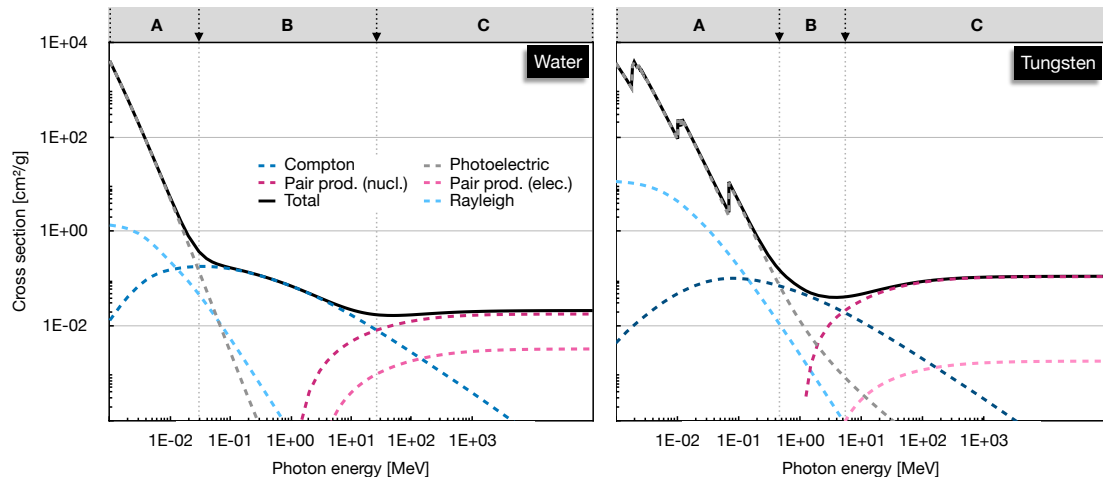 A B C
A B C
Water
Tungsten
Cross section [cm²/g]
1E+04
1E+02
1E+00
1E-02
Compton
Pair prod. (nucl.)
Total
Photoelectric
Pair prod. (elec.)
Rayleigh
1E-02 1E-01 1E+00 1E+01 1E+02 1E+03
Photon energy [MeV]
1E-02 1E-01 1E+00 1E+01 1E+02 1E+03
Photon energy [MeV]